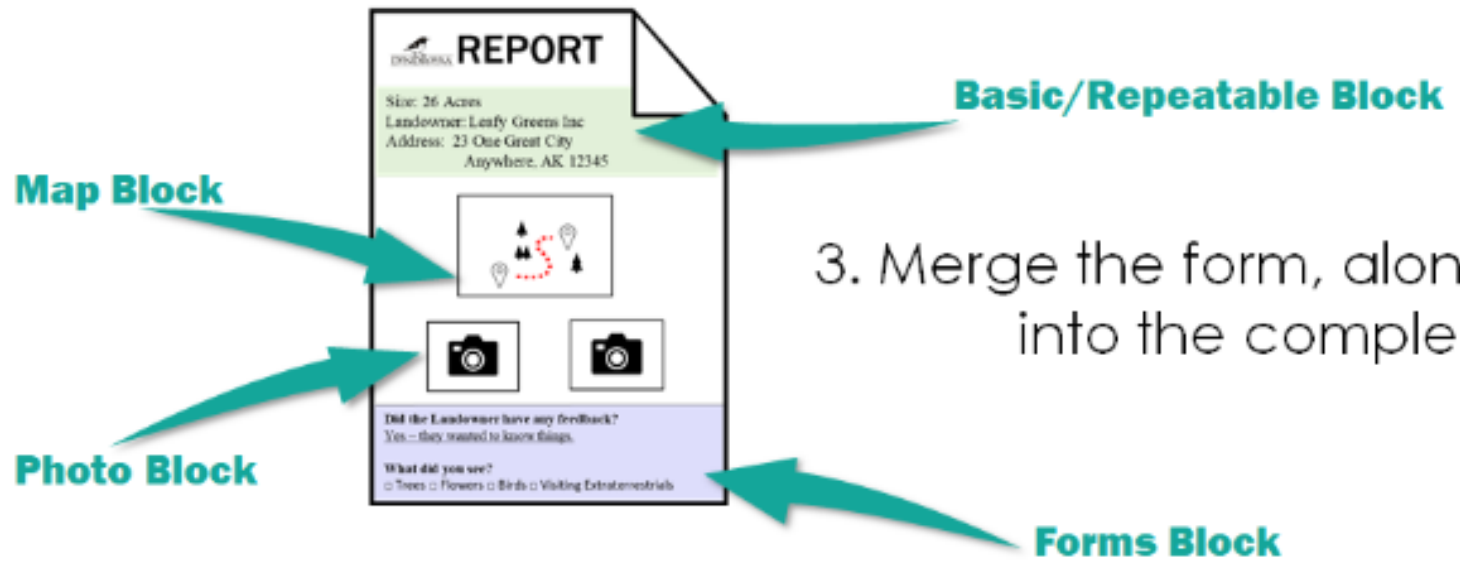 REPORT
Basic/Repeatable Block
Size: 26 Acres
Landowner: Leafy Greens Inc
Address: 23 One Great City
Anywhere, AK 12345
Map Block
3. Merge the form, alon
into the comple
Photo Block
Did the Landowner have any feedback?
Yes – they wanted to know things.
What did you see?
□ Trees □ Flowers □ Birds □ Visiting Extraterrestrials
Forms Block